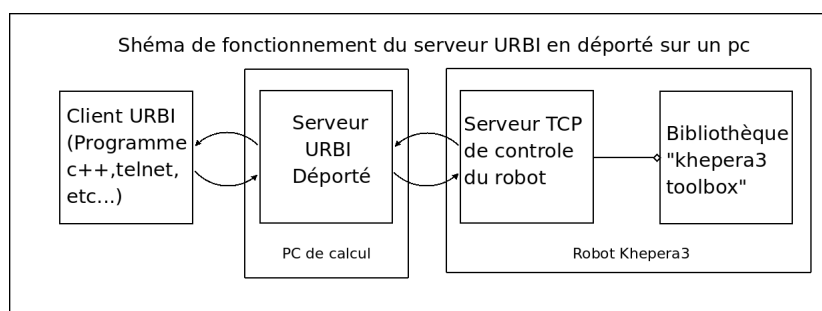 Shéma de fonctionnement du serveur URBI en déporté sur un pc
Client URBI
(Programme
c++,telnet,
etc...)
Serveur
URBI
Déporté
PC de calcul
Serveur TCP
de controle
du robot
Bibliothèque
"khepera3
toolbox"
Robot Khepera3